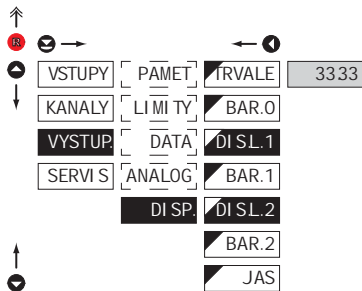 R
VSTUPY PAMET TRVALE 3333
KANALY LIMITY BAR.0
VYSTUP. DATA DISL.1
SERVIS ANALOG BAR.1
DISP. DISL.2
BAR.2
JAS